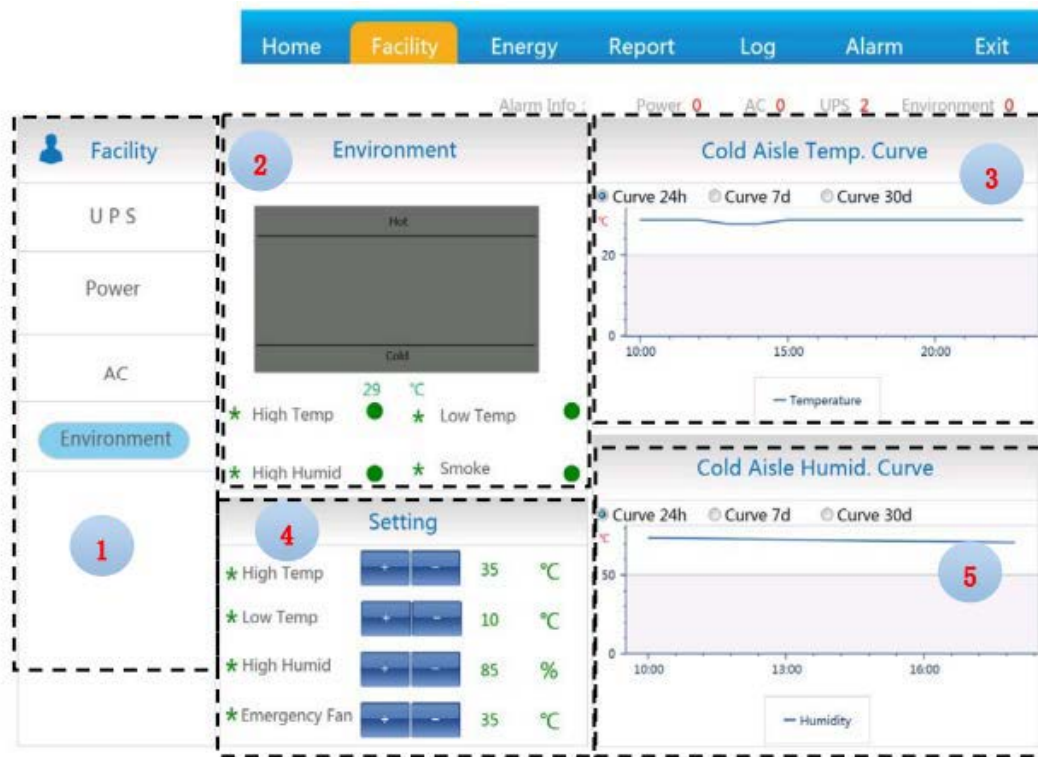 Home Facility Energy Report Log Alarm Exit
Alarm Info : Power 0 AC 0 UPS 2 Environment 0
Facility
U P S
Power
AC
Environment
1
2
Environment
Hot
Cold
29 ℃
* High Temp * Low Temp
* High Humid * Smoke
Cold Aisle Temp. Curve
3
Curve 24h Curve 7d Curve 30d
℃
20
0
10:00 15:00 20:00
Temperature
4
Setting
* High Temp + - 35 ℃
* Low Temp + - 10 ℃
* High Humid + - 85 %
* Emergency Fan + - 35 ℃
Cold Aisle Humid. Curve
Curve 24h Curve 7d Curve 30d
℃
5
50
0
10:00 13:00 16:00
Humidity